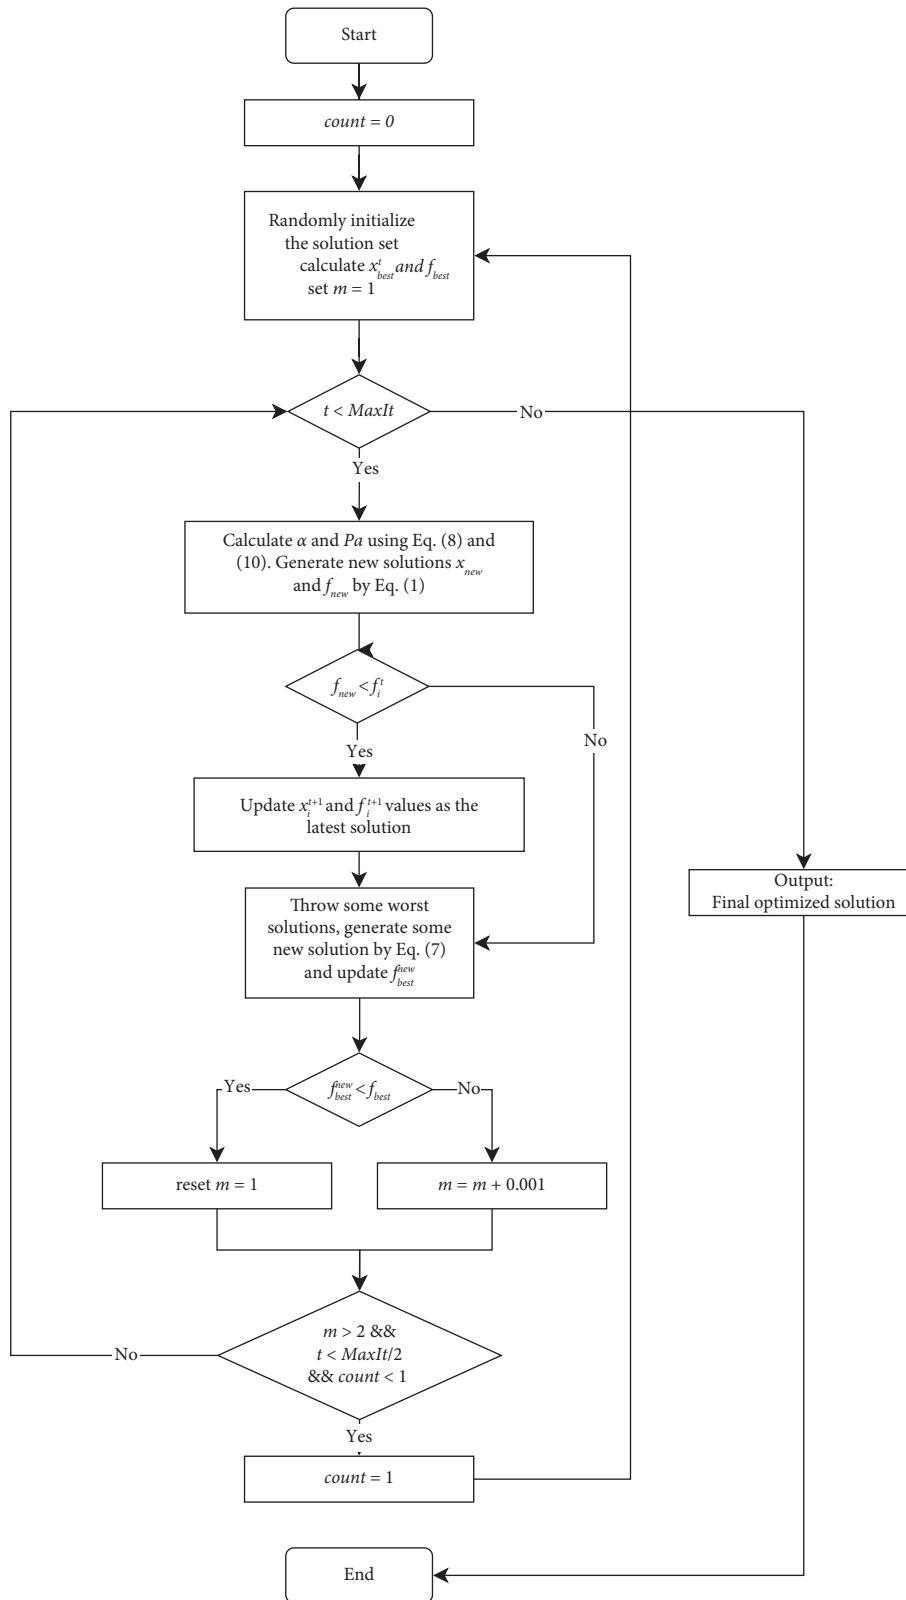 Start
count = 0
Randomly initialize
the solution set
calculate x^t_best and f_best
set m = 1
t < MaxIt
No
Yes
Calculate α and Pa using Eq. (8) and
(10). Generate new solutions x_new
and f_new by Eq. (1)
f_new < f_i^t
No
Yes
Update x_i^{t+1} and f_i^{t+1} values as the
latest solution
Output:
Final optimized solution
Throw some worst
solutions, generate some
new solution by Eq. (7)
and update f^new_best
Yes
f^new_best < f_best
No
reset m = 1
m = m + 0.001
m > 2 &&
t < MaxIt/2
&& count < 1
No
Yes
count = 1
End